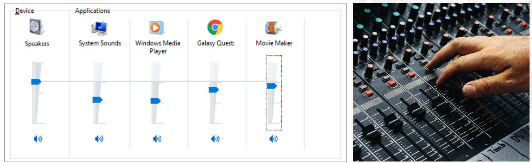 Device Applications
Speakers System Sounds Windows Media Player Galaxy Quest: Movie Maker